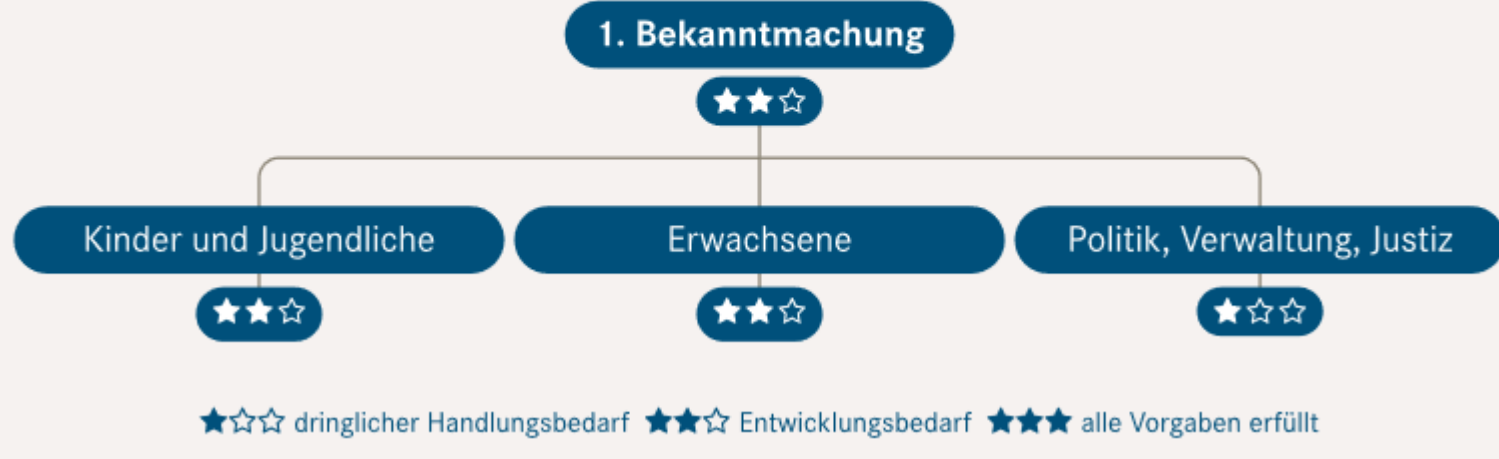 1. Bekanntmachung
★★☆
Kinder und Jugendliche
Erwachsene
Politik, Verwaltung, Justiz
★★☆
★★☆
★☆☆
★☆☆ dringlicher Handlungsbedarf ★★☆ Entwicklungsbedarf ★★★ alle Vorgaben erfüllt